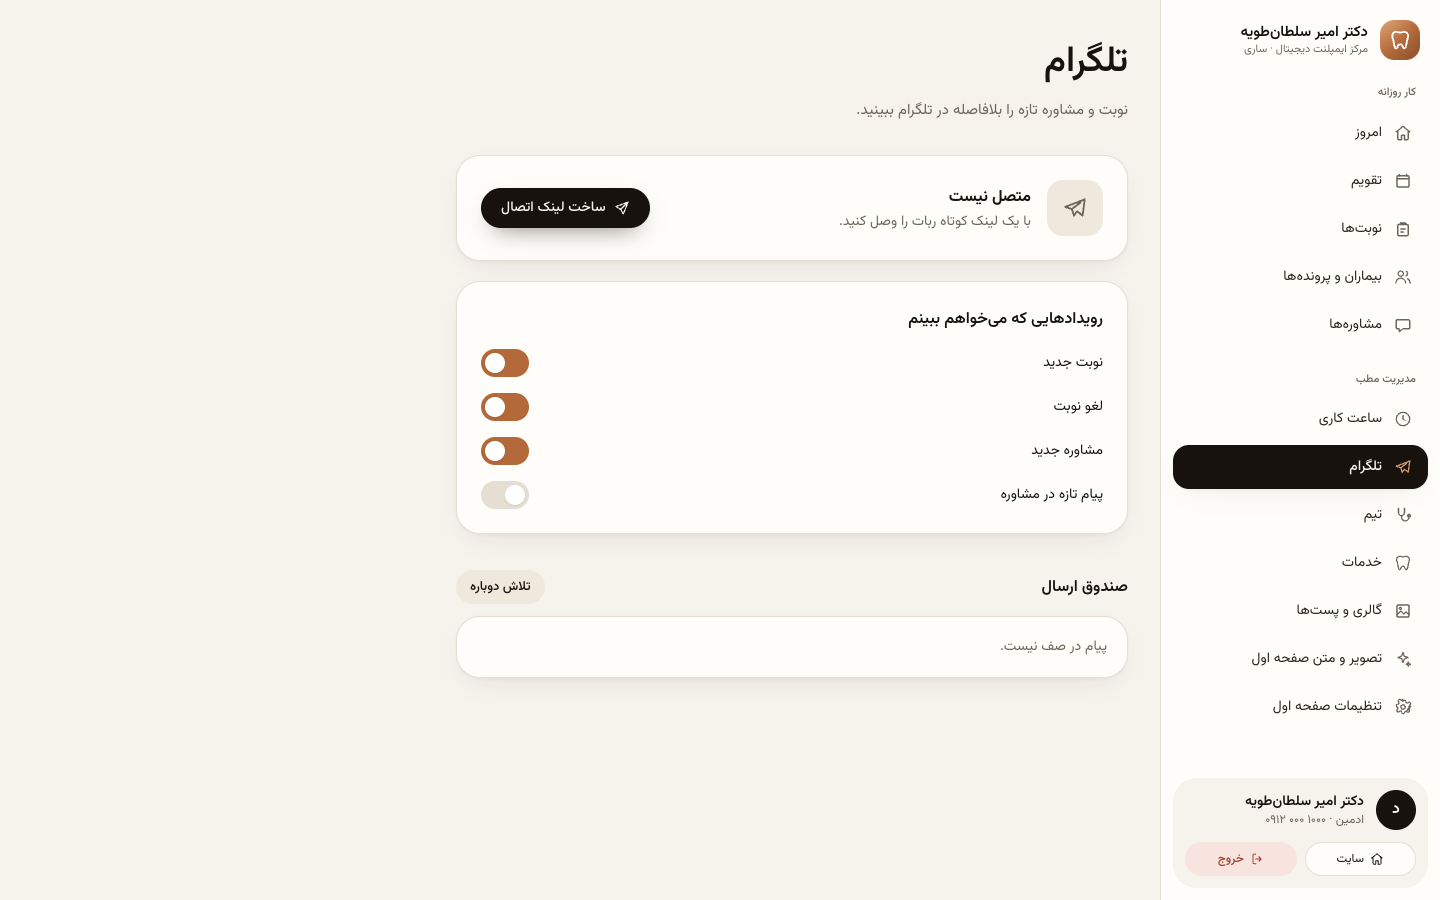 دکتر امیر سلطان‌طویه
مرکز ایمپلنت دیجیتال · ساری
کار روزانه
امروز
تقویم
نوبت‌ها
بیماران و پرونده‌ها
مشاوره‌ها
مدیریت مطب
ساعت کاری
تلگرام
تیم
خدمات
گالری و پست‌ها
تصویر و متن صفحه اول
تنظیمات صفحه اول
د
دکتر امیر سلطان‌طویه
ادمین · ۰۹۱۲ ۰۰۰ ۱۰۰۰
سایت
خروج
تلگرام
نوبت و مشاوره تازه را بلافاصله در تلگرام ببینید.
متصل نیست
با یک لینک کوتاه ربات را وصل کنید.
ساخت لینک اتصال
رویدادهایی که می‌خواهم ببینم
نوبت جدید
لغو نوبت
مشاوره جدید
پیام تازه در مشاوره
صندوق ارسال
تلاش دوباره
پیام در صف نیست.